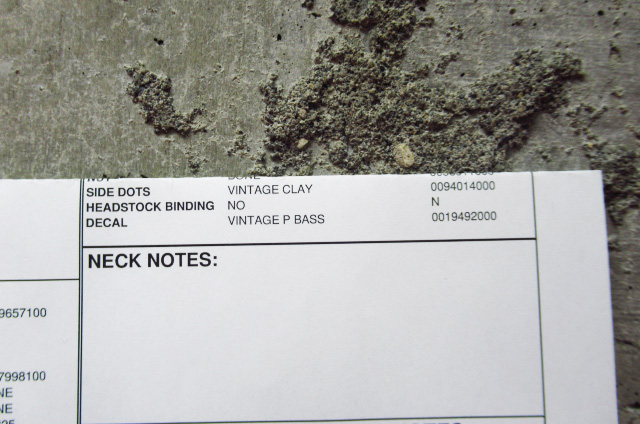 SIDE DOTS VINTAGE CLAY 0094014000
HEADSTOCK BINDING NO N
DECAL VINTAGE P BASS 0019492000
NECK NOTES:
9657100
7998100
NE
NE